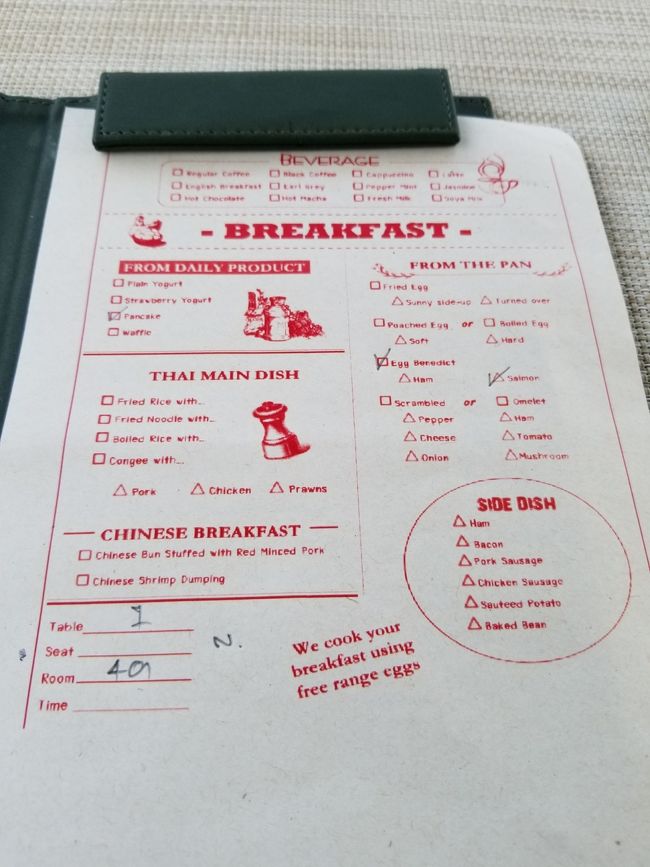 BEVERAGE
Regular Coffee Black Coffee Cappuccino Latte
English Breakfast Earl Grey Pepper Mint Jasmine
Hot Chocolate Hot Macha Fresh Milk Soya Milk
- BREAKFAST -
FROM DAILY PRODUCT
Plain Yogurt
Strawberry Yogurt
Pancake
Waffle
THAI MAIN DISH
Fried Rice with...
Fried Noodle with...
Boiled Rice with...
Congee with...
Pork Chicken Prawns
CHINESE BREAKFAST
Chinese Bun Stuffed with Red Minced Pork
Chinese Shrimp Dumping
FROM THE PAN
Fried Egg
Sunny side-up Turned over
Poached Egg or Boiled Egg
Soft Hard
Egg Benedict
Ham Salmon
Scrambled or Omelet
Pepper Ham
Cheese Tomato
Onion Mushroom
SIDE DISH
Ham
Bacon
Pork Sausage
Chicken Sausage
Sauteed Potato
Baked Bean
Table 1
Seat
Room 409
Time
We cook your
breakfast using
free range eggs